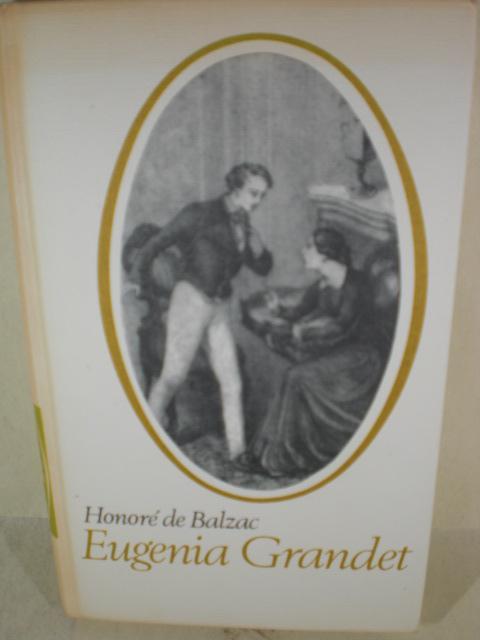 Honoré de Balzac
Eugenia Grandet